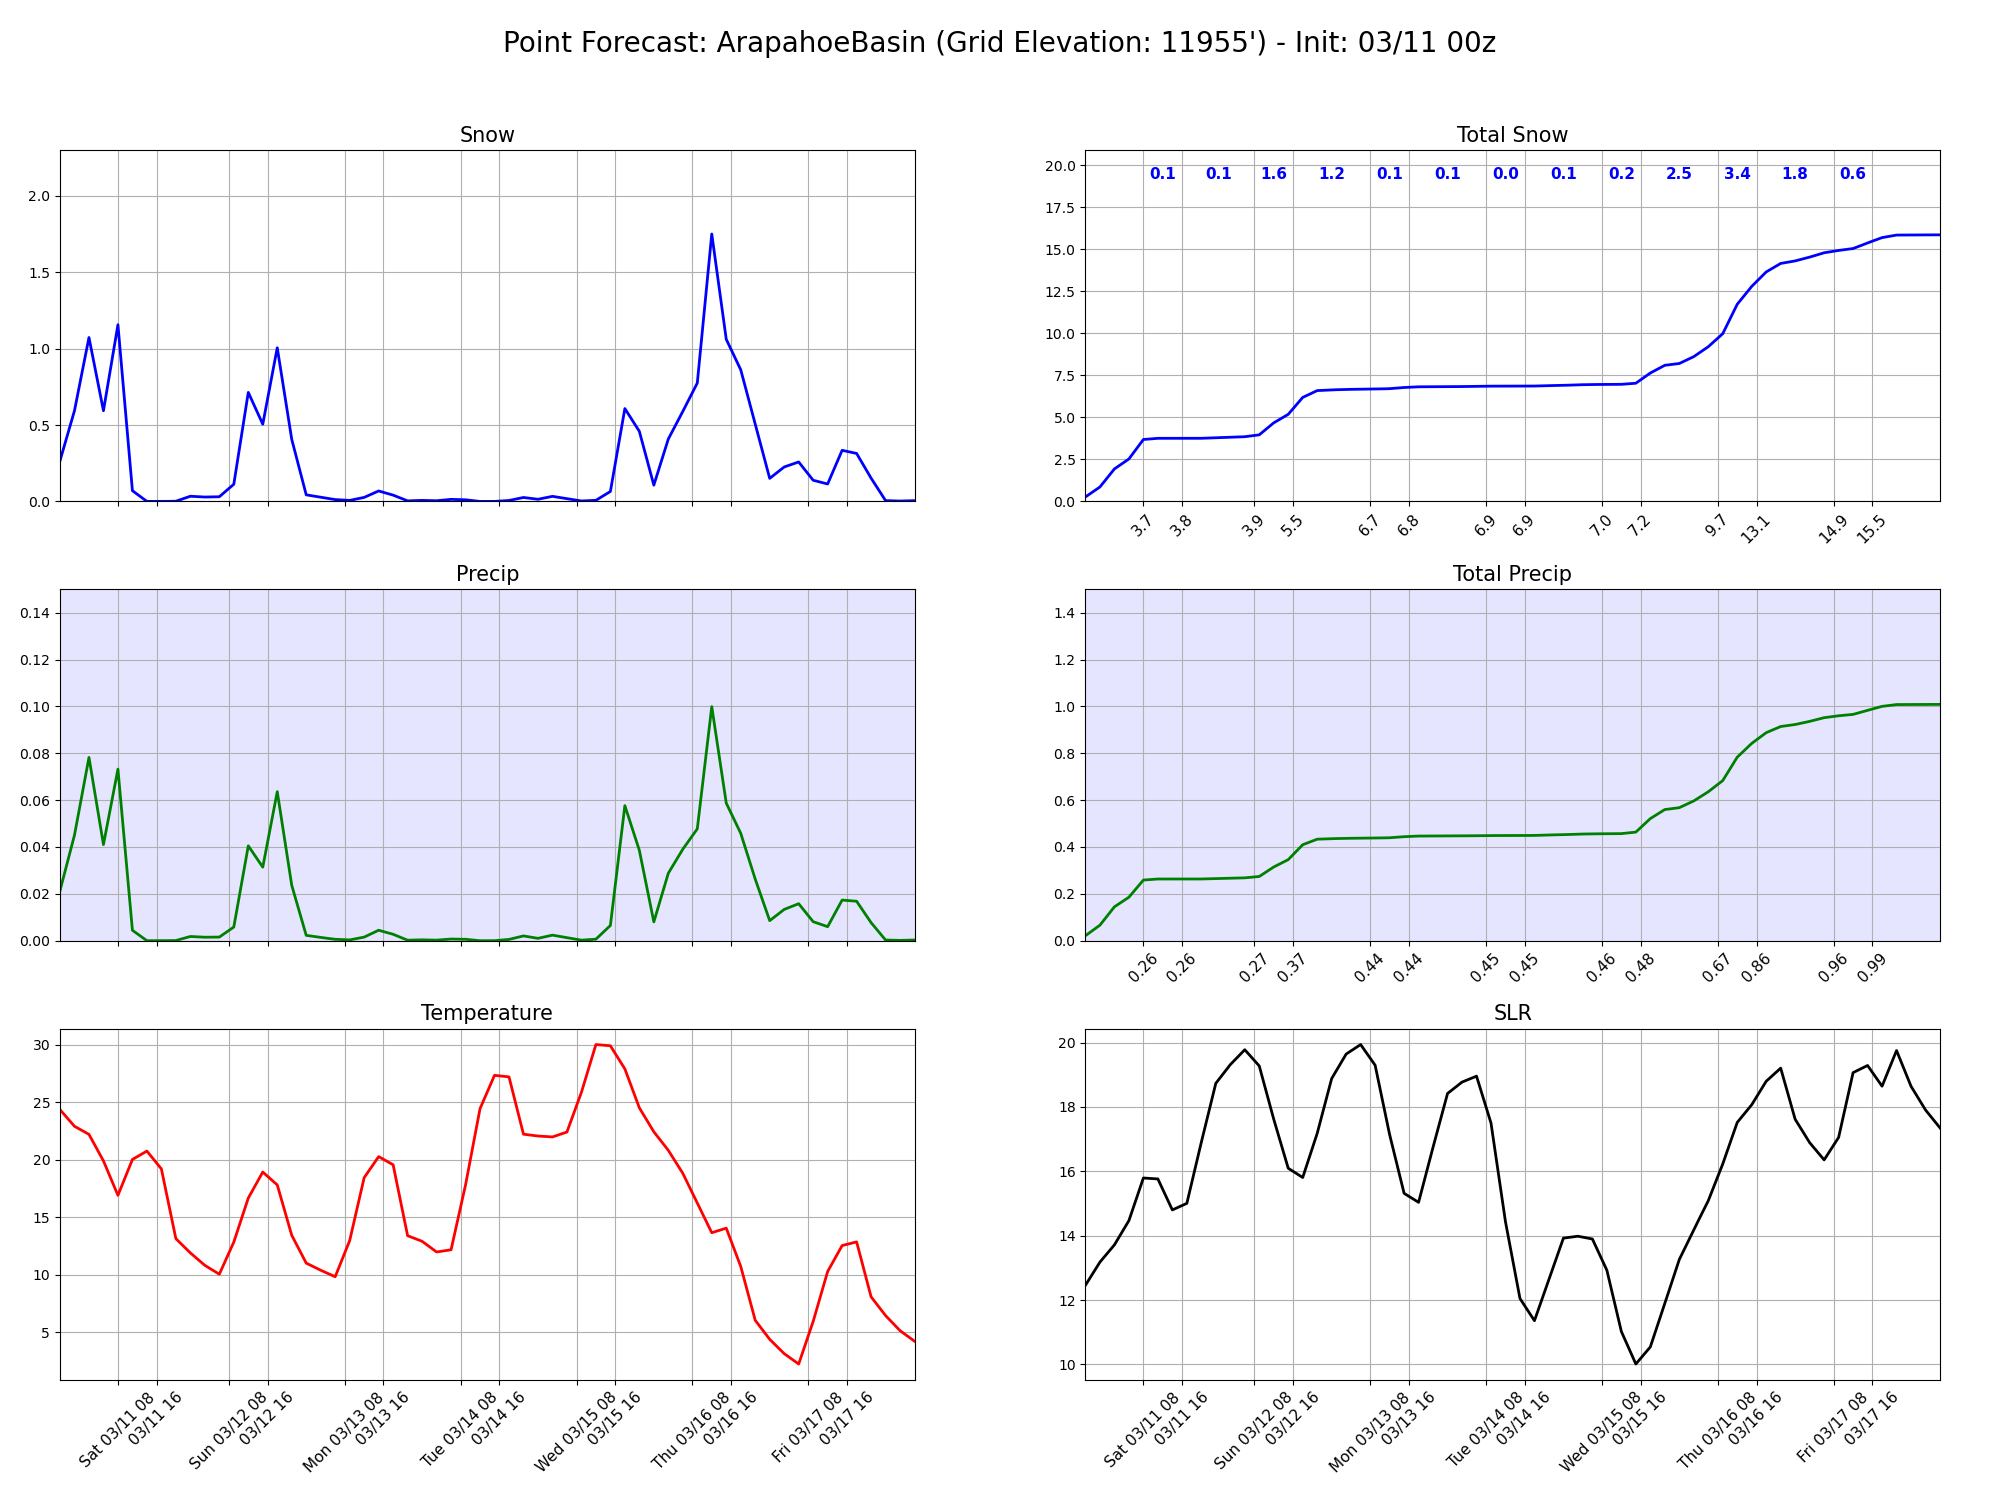 Point Forecast: ArapahoeBasin (Grid Elevation: 11955') - Init: 03/11 00z
Snow
2.0
1.5
1.0
0.5
0.0
Total Snow
20.0
17.5
15.0
12.5
10.0
7.5
5.0
2.5
0.0
0.1 0.1 1.6 1.2 0.1 0.1 0.0 0.1 0.2 2.5 3.4 1.8 0.6
3.7 3.8 3.9 5.5 6.7 6.8 6.9 6.9 7.0 7.2 9.7 13.1 14.9 15.5
Precip
0.14
0.12
0.10
0.08
0.06
0.04
0.02
0.00
Total Precip
1.4
1.2
1.0
0.8
0.6
0.4
0.2
0.0
0.26 0.26 0.27 0.37 0.44 0.44 0.45 0.45 0.46 0.48 0.67 0.86 0.96 0.99
Temperature
30
25
20
15
10
5
Sat 03/11 08
03/11 16
Sun 03/12 08
03/12 16
Mon 03/13 08
03/13 16
Tue 03/14 08
03/14 16
Wed 03/15 08
03/15 16
Thu 03/16 08
03/16 16
Fri 03/17 08
03/17 16
SLR
20
18
16
14
12
10
Sat 03/11 08
03/11 16
Sun 03/12 08
03/12 16
Mon 03/13 08
03/13 16
Tue 03/14 08
03/14 16
Wed 03/15 08
03/15 16
Thu 03/16 08
03/16 16
Fri 03/17 08
03/17 16